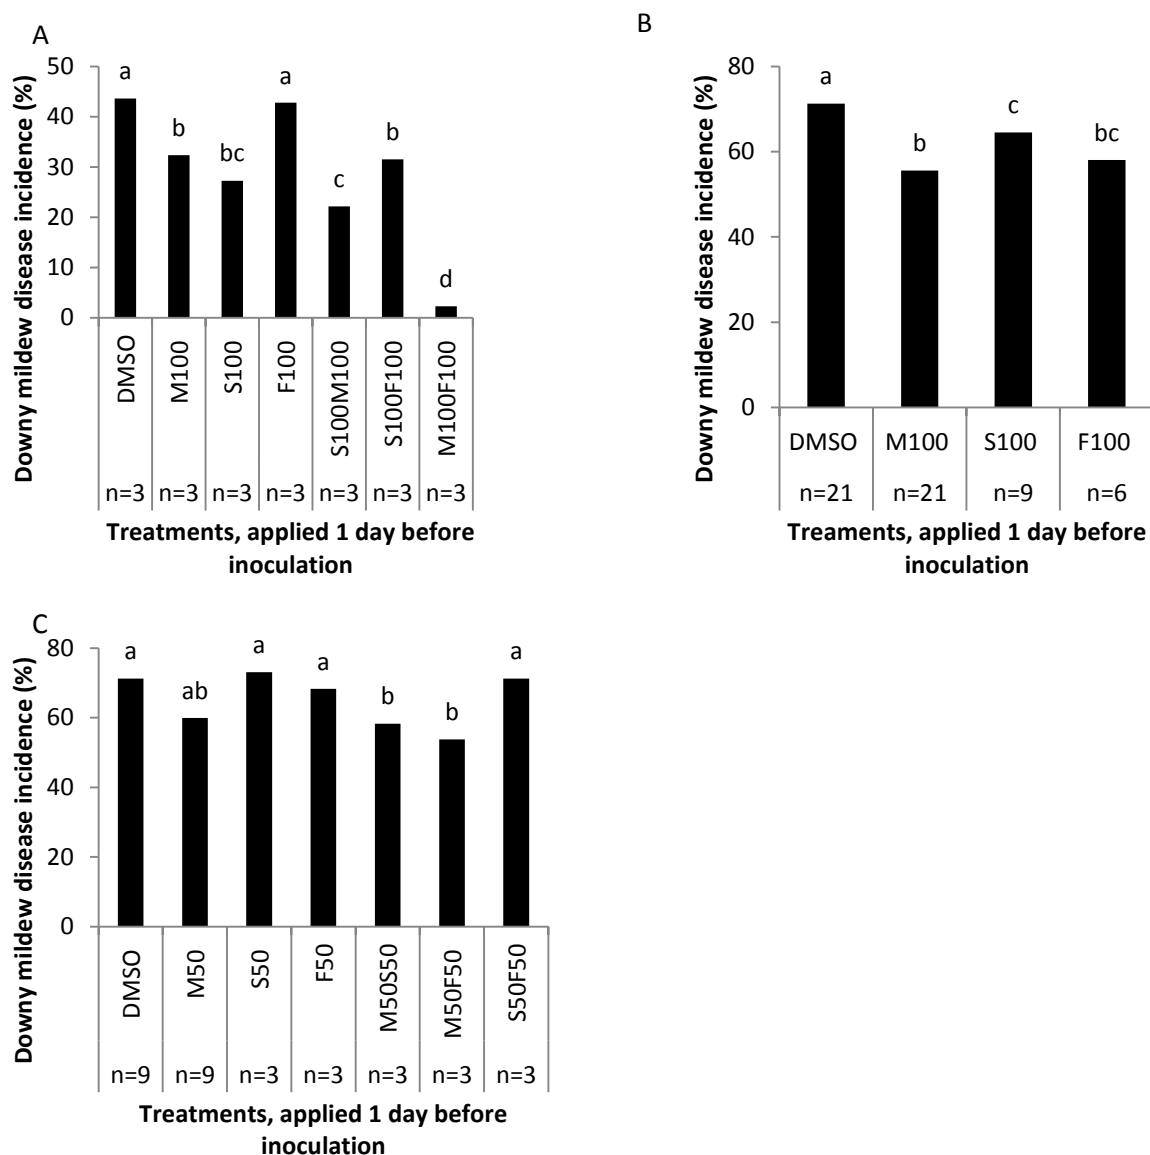 A
Downy mildew disease incidence (%)
50
40
30
20
10
0
a
b
bc
a
c
b
d
DMSO
M100
S100
F100
S100M100
S100F100
M100F100
n=3 n=3 n=3 n=3 n=3 n=3 n=3
Treatments, applied 1 day before
inoculation
B
Downy mildew disease incidence (%)
80
60
40
20
0
a
b
c
bc
DMSO M100 S100 F100
n=21 n=21 n=9 n=6
Treaments, applied 1 day before
inoculation
C
Downy mildew disease incidence (%)
80
60
40
20
0
a
ab
a
a
b
b
a
DMSO
M50
S50
F50
M50S50
M50F50
S50F50
n=9 n=9 n=3 n=3 n=3 n=3 n=3
Treatments, applied 1 day before
inoculation